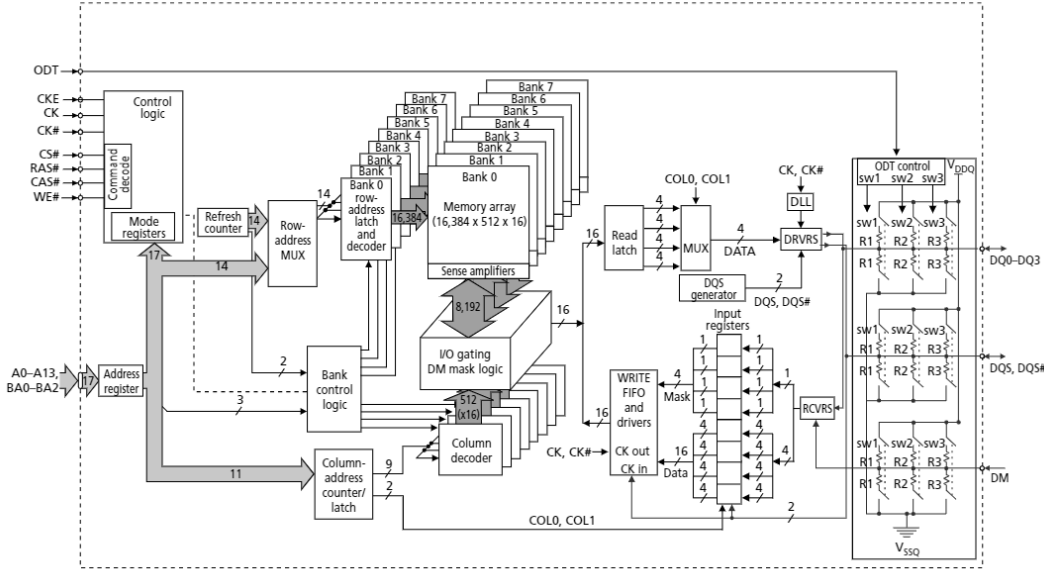 ODT
CKE
CK
CK#
CS#
RAS#
CAS#
WE#
Control
logic
Command
decode
Mode
registers
Refresh
counter
14
Row-
address
MUX
14
17
14
A0–A13,
BA0–BA2
17
Address
register
2
3
11
Bank
control
logic
Column-
address
counter/
latch
9
2
Bank 7
Bank 6
Bank 5
Bank 4
Bank 3
Bank 2
Bank 1
Bank 0
row-
address
latch
and
decoder
16,384
Bank 7
Bank 6
Bank 5
Bank 4
Bank 3
Bank 2
Bank 1
Bank 0
Memory array
(16,384 x 512 x 16)
Sense amplifiers
8,192
I/O gating
DM mask logic
512
(x16)
Column
decoder
COL0, COL1
16
16
16
Read
latch
4
4
4
4
COL0, COL1
MUX
4
DATA
CK, CK#
DLL
DRVRS
DQS
generator
2
DQS, DQS#
Input
registers
WRITE
FIFO
and
drivers
CK out
CK in
CK, CK#
4
Mask
16
Data
1
1
1
1
4
4
4
4
1
1
1
1
4
4
4
4
1
4
RCVRS
2
ODT control
sw1 sw2 sw3
VDDQ
sw1 sw2 sw3
R1 R2 R3
R1 R2 R3
DQ0–DQ3
sw1 sw2 sw3
R1 R2 R3
R1 R2 R3
DQS, DQS#
sw1 sw2 sw3
R1 R2 R3
R1 R2 R3
DM
VSSQ